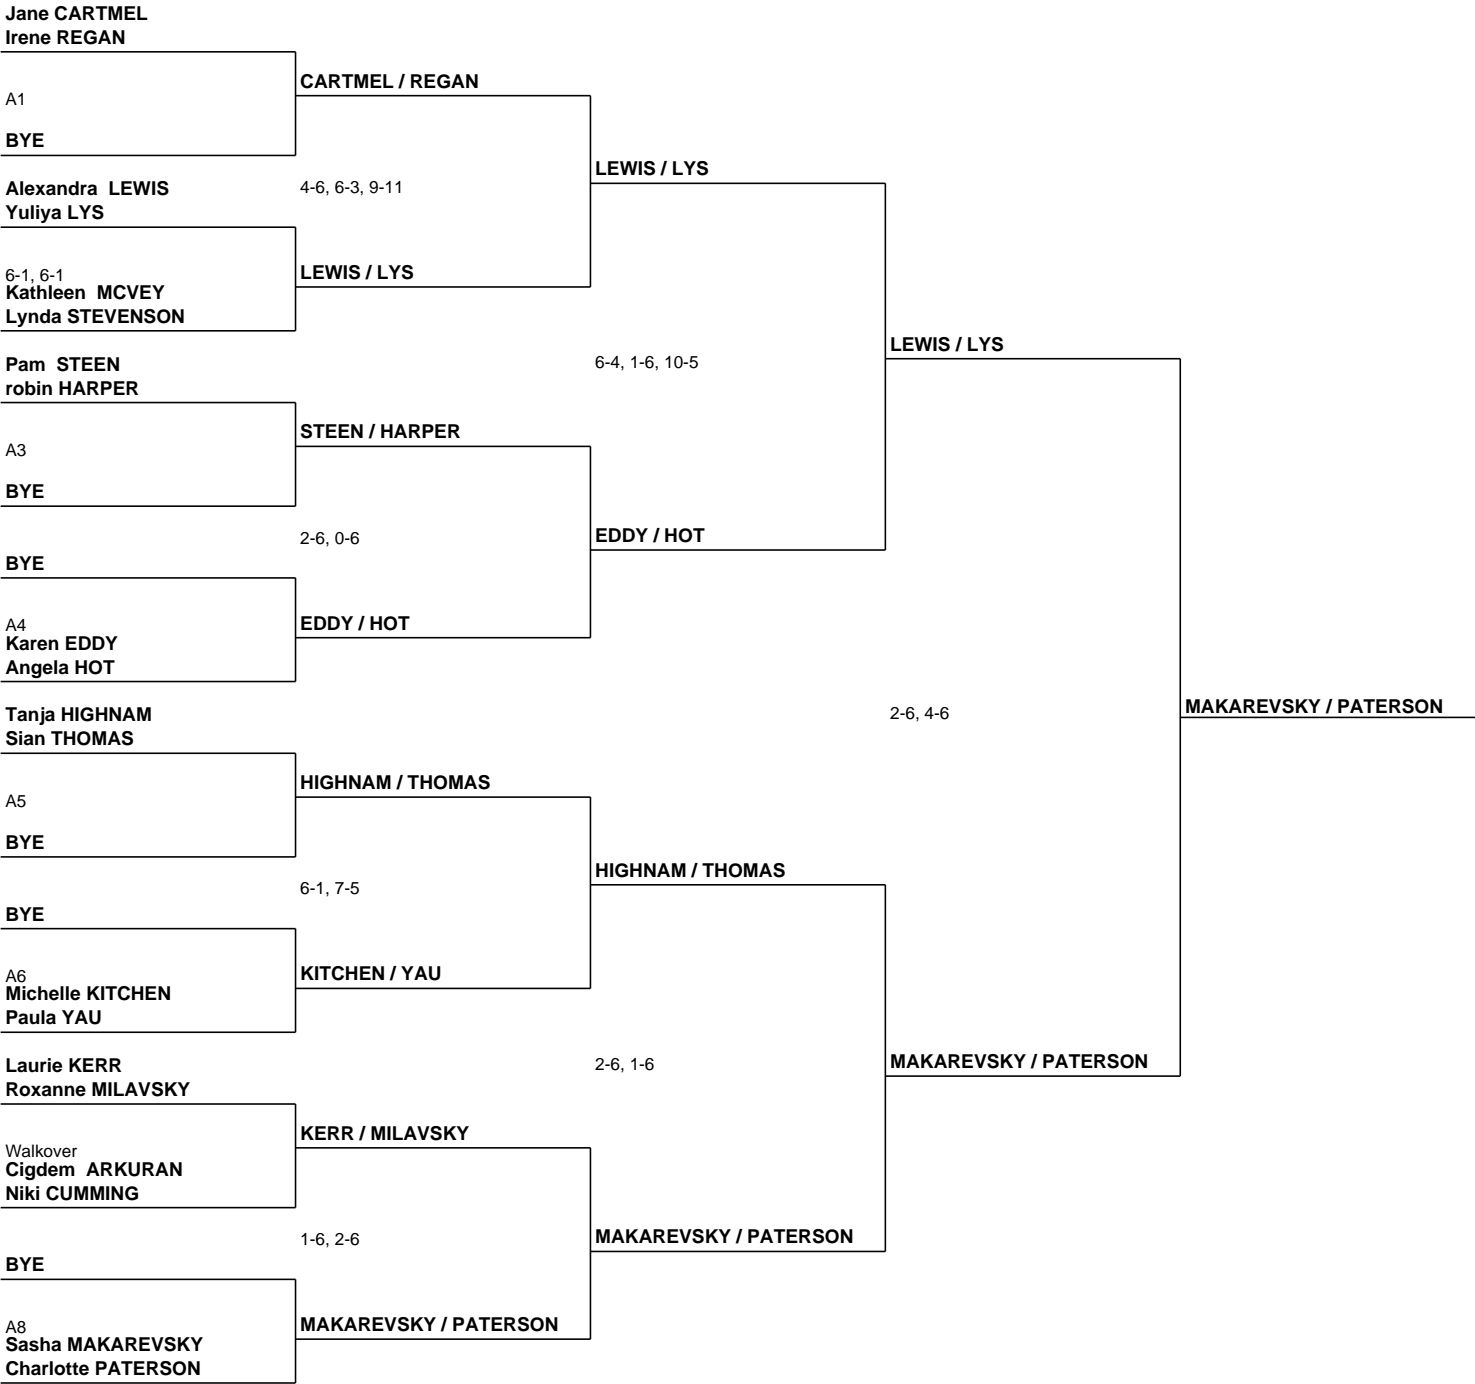 Jane CARTMEL
Irene REGAN
A1
BYE
Alexandra  LEWIS
Yuliya LYS
6-1, 6-1
Kathleen  MCVEY
Lynda STEVENSON
Pam  STEEN
robin HARPER
A3
BYE
BYE
A4
Karen EDDY
Angela HOT
Tanja HIGHNAM
Sian THOMAS
A5
BYE
BYE
A6
Michelle KITCHEN
Paula YAU
Laurie KERR
Roxanne MILAVSKY
Walkover
Cigdem  ARKURAN
Niki CUMMING
BYE
A8
Sasha MAKAREVSKY
Charlotte PATERSON
CARTMEL / REGAN
4-6, 6-3, 9-11
LEWIS / LYS
STEEN / HARPER
2-6, 0-6
EDDY / HOT
HIGHNAM / THOMAS
6-1, 7-5
KITCHEN / YAU
KERR / MILAVSKY
1-6, 2-6
MAKAREVSKY / PATERSON
LEWIS / LYS
6-4, 1-6, 10-5
EDDY / HOT
HIGHNAM / THOMAS
2-6, 1-6
MAKAREVSKY / PATERSON
LEWIS / LYS
2-6, 4-6
MAKAREVSKY / PATERSON
MAKAREVSKY / PATERSON